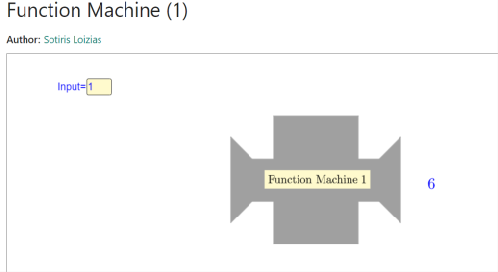 Function Machine (1)
Author: Sotiris Loizias
Input=1
Function Machine 1
6